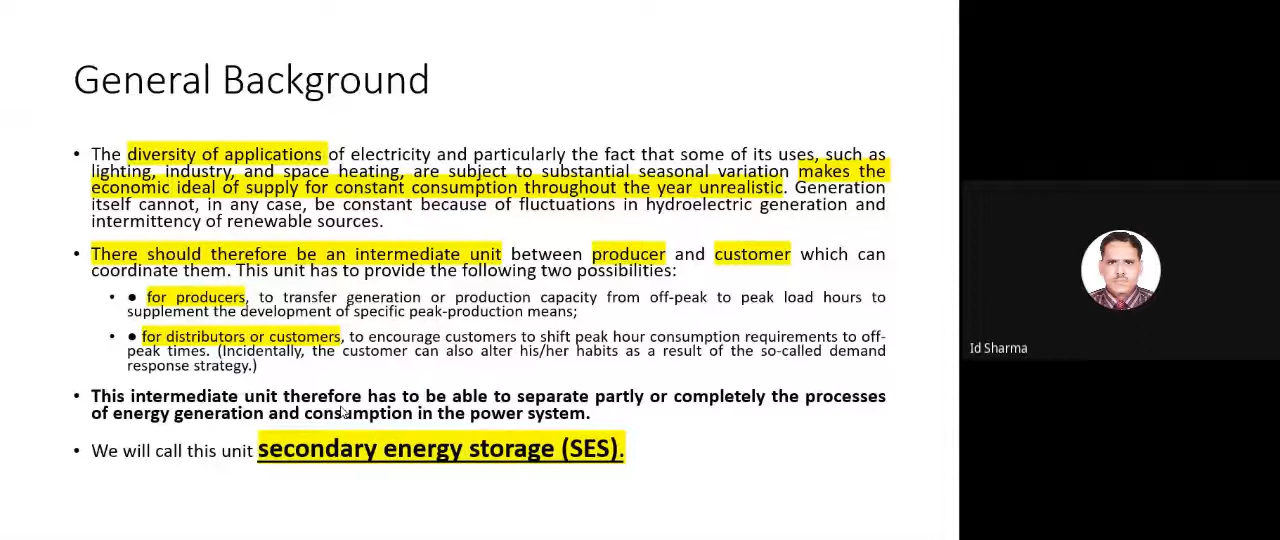 General Background
• The diversity of applications of electricity and particularly the fact that some of its uses, such as
lighting, industry, and space heating, are subject to substantial seasonal variation makes the
economic ideal of supply for constant consumption throughout the year unrealistic. Generation
itself cannot, in any case, be constant because of fluctuations in hydroelectric generation and
intermittency of renewable sources.
• There should therefore be an intermediate unit between producer and customer which can
coordinate them. This unit has to provide the following two possibilities:
• ● for producers, to transfer generation or production capacity from off-peak to peak load hours to
supplement the development of specific peak-production means;
• ● for distributors or customers, to encourage customers to shift peak hour consumption requirements to off-
peak times. (Incidentally, the customer can also alter his/her habits as a result of the so-called demand
response strategy.)
• This intermediate unit therefore has to be able to separate partly or completely the processes
of energy generation and consumption in the power system.
• We will call this unit secondary energy storage (SES).
Id Sharma